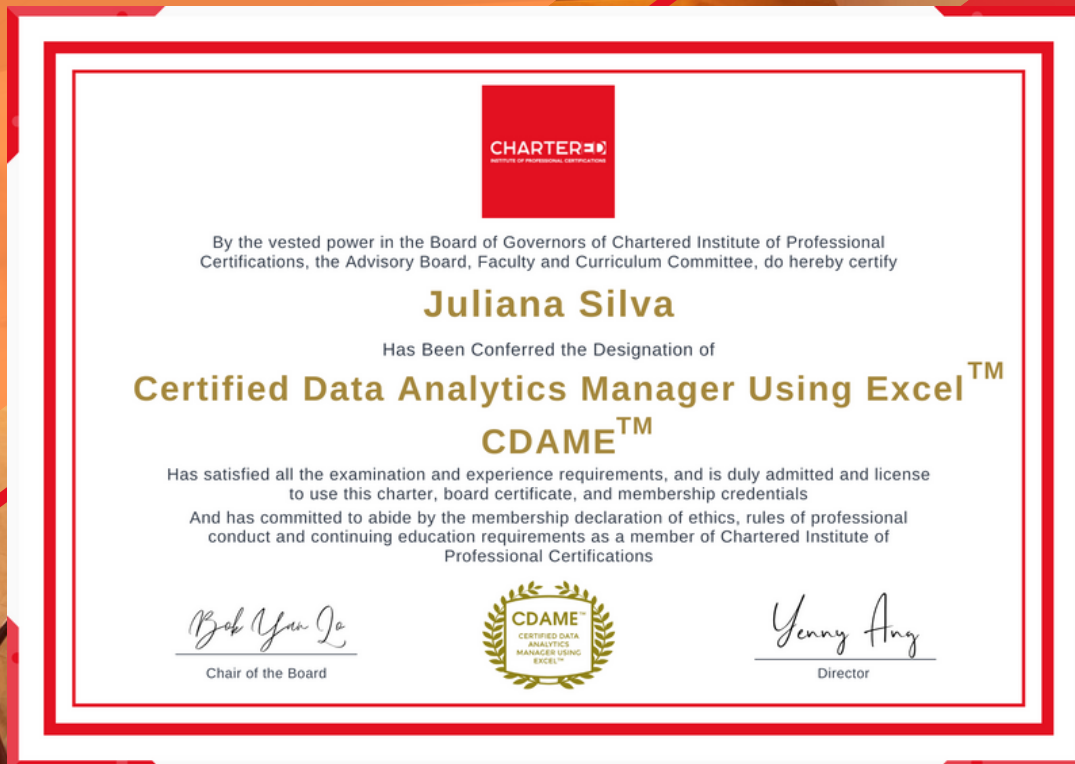 CHARTERED
INSTITUTE OF PROFESSIONAL CERTIFICATIONS
By the vested power in the Board of Governors of Chartered Institute of Professional
Certifications, the Advisory Board, Faculty and Curriculum Committee, do hereby certify
Juliana Silva
Has Been Conferred the Designation of
Certified Data Analytics Manager Using Excel™
CDAME™
Has satisfied all the examination and experience requirements, and is duly admitted and license
to use this charter, board certificate, and membership credentials
And has committed to abide by the membership declaration of ethics, rules of professional
conduct and continuing education requirements as a member of Chartered Institute of
Professional Certifications
Bok Yun Lo
Chair of the Board
CDAME™
CERTIFIED DATA
ANALYTICS
MANAGER USING
EXCEL™
Yenny Ang
Director